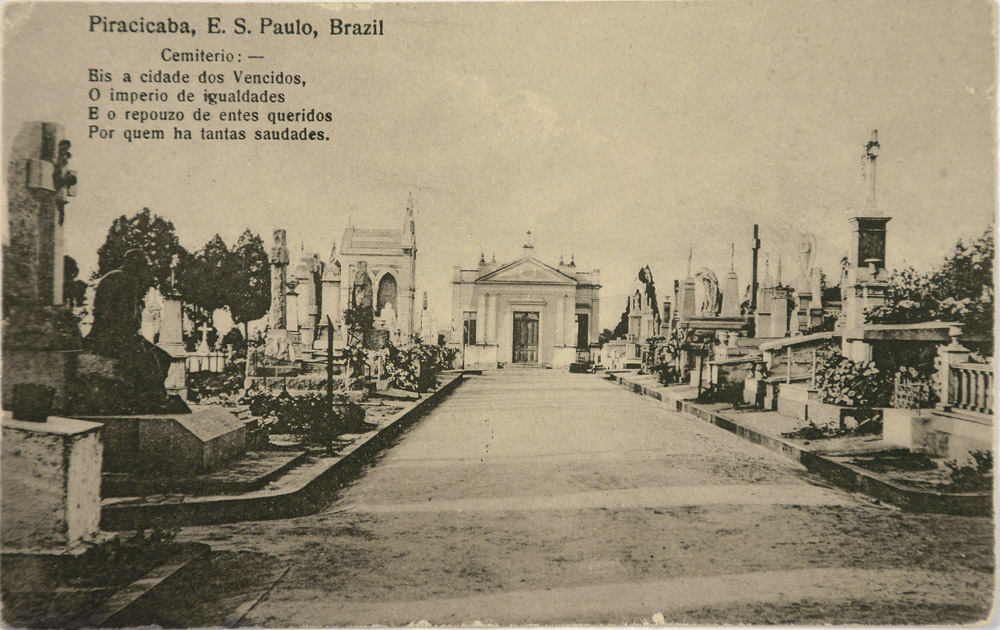 Piracicaba, E. S. Paulo, Brazil
Cemiterio: —
Eis a cidade dos Vencidos,
O imperio de igualdades
E o repouzo de entes queridos
Por quem ha tantas saudades.